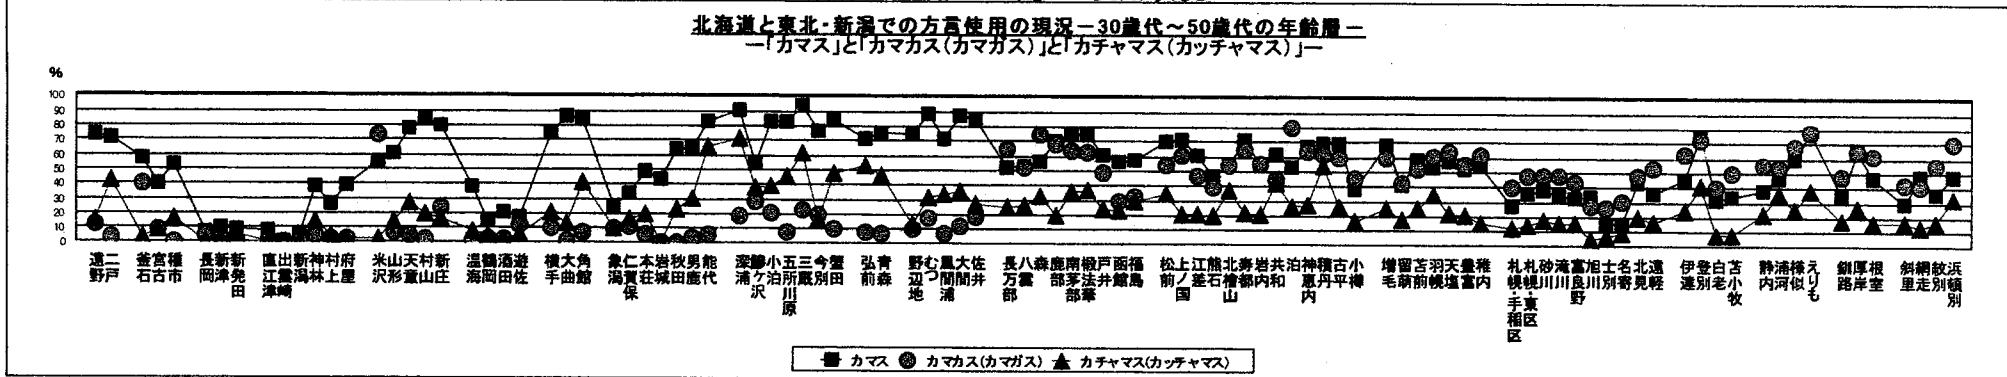 北海道と東北・新潟での方言使用の現況－30歳代～50歳代の年齢層－
－「カマス」と「カマカス(カマガス)」と「カチャマス(カッチャマス)」－
%
100
90
80
70
60
50
40
30
20
10
0
遠野
二戸
釜石
宮古
種市
長岡
新津
新発田
直江津
出雲崎
新潟
神林
村上
府屋
米沢
山形
天童
村山
新庄
温海
鶴岡
酒田
遊佐
横手
大曲
角館
象潟
仁賀保
本荘
岩城
秋田
男鹿
能代
深浦
鰺ヶ沢
小泊
五所川原
三厩
今別
蟹田
弘前
青森
野辺地
むつ
風間浦
大間
佐井
長万部
八雲
森
鹿部
南茅部
椴法華
戸井
函館
福島
松前
上ノ国
江差
熊石
北檜山
寿都
岩内
共和
泊
神恵内
積丹
古平
小樽
増毛
留萌
苫前
羽幌
天塩
豊富
稚内
札幌・手稲区
札幌・東区
砂川
滝川
富良野
旭川
士別
名寄
北見
遠軽
伊達
登別
白老
苫小牧
静内
浦河
様似
えりも
釧路
厚岸
根室
斜里
網走
紋別
浜頓別
カマス
カマカス(カマガス)
カチャマス(カッチャマス)